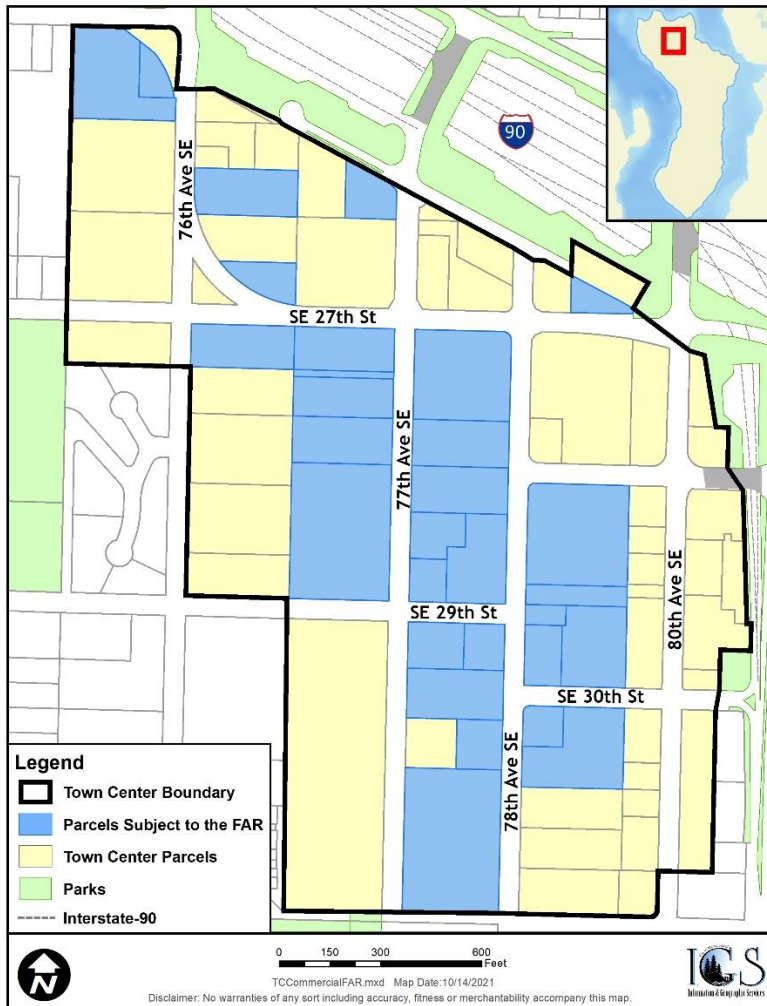 90
76th Ave SE
SE 27th St
77th Ave SE
SE 29th St
80th Ave SE
SE 30th St
78th Ave SE
Legend
Town Center Boundary
Parcels Subject to the FAR
Town Center Parcels
Parks
Interstate-90
N
0 150 300 600
Feet
TCCommercialFAR.mxd Map Date:10/14/2021
Disclaimer: No warranties of any sort including accuracy, fitness or merchantability accompany this map.
IGS
Information & Geographic Services